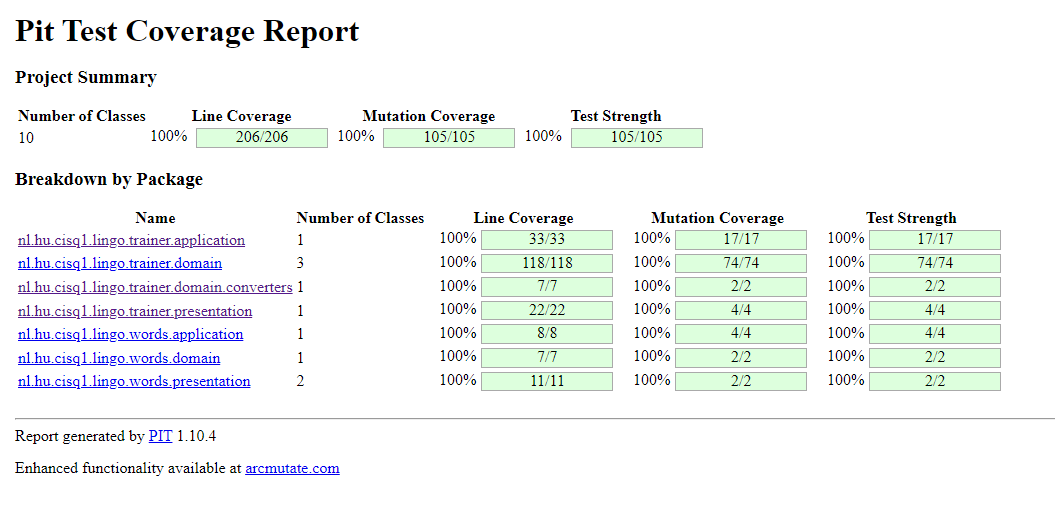 Pit Test Coverage Report
Project Summary
Number of Classes Line Coverage Mutation Coverage Test Strength
10 100% 206/206 100% 105/105 100% 105/105
Breakdown by Package
Name Number of Classes Line Coverage Mutation Coverage Test Strength
nl.hu.cisq1.lingo.trainer.application 1 100% 33/33 100% 17/17 100% 17/17
nl.hu.cisq1.lingo.trainer.domain 3 100% 118/118 100% 74/74 100% 74/74
nl.hu.cisq1.lingo.trainer.domain.converters 1 100% 7/7 100% 2/2 100% 2/2
nl.hu.cisq1.lingo.trainer.presentation 1 100% 22/22 100% 4/4 100% 4/4
nl.hu.cisq1.lingo.words.application 1 100% 8/8 100% 4/4 100% 4/4
nl.hu.cisq1.lingo.words.domain 1 100% 7/7 100% 2/2 100% 2/2
nl.hu.cisq1.lingo.words.presentation 2 100% 11/11 100% 2/2 100% 2/2
Report generated by PIT 1.10.4
Enhanced functionality available at arcmutate.com